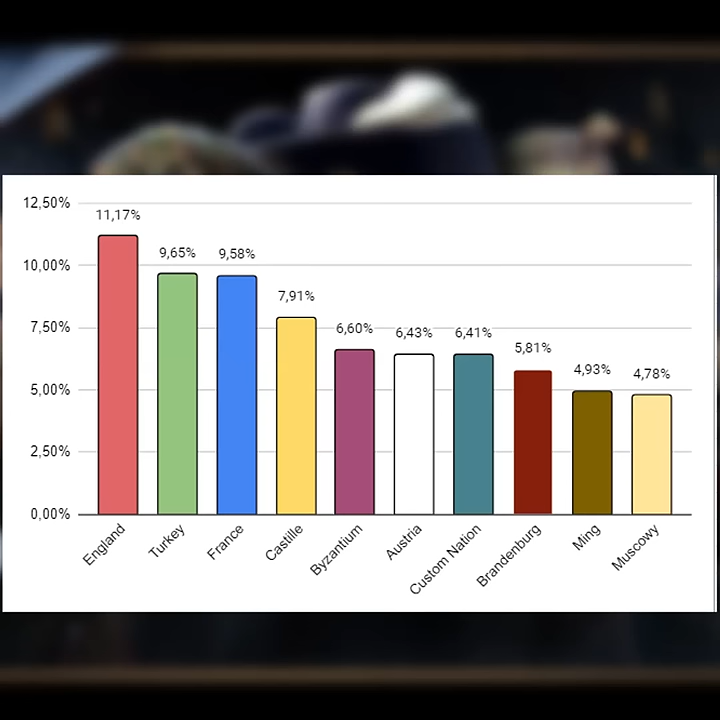 12,50%
11,17%
10,00%
9,65%
9,58%
7,91%
7,50%
6,60%
6,43%
6,41%
5,81%
5,00%
4,93%
4,78%
2,50%
0,00%
England
Turkey
France
Castille
Byzantium
Austria
Custom Nation
Brandenburg
Ming
Muscowy